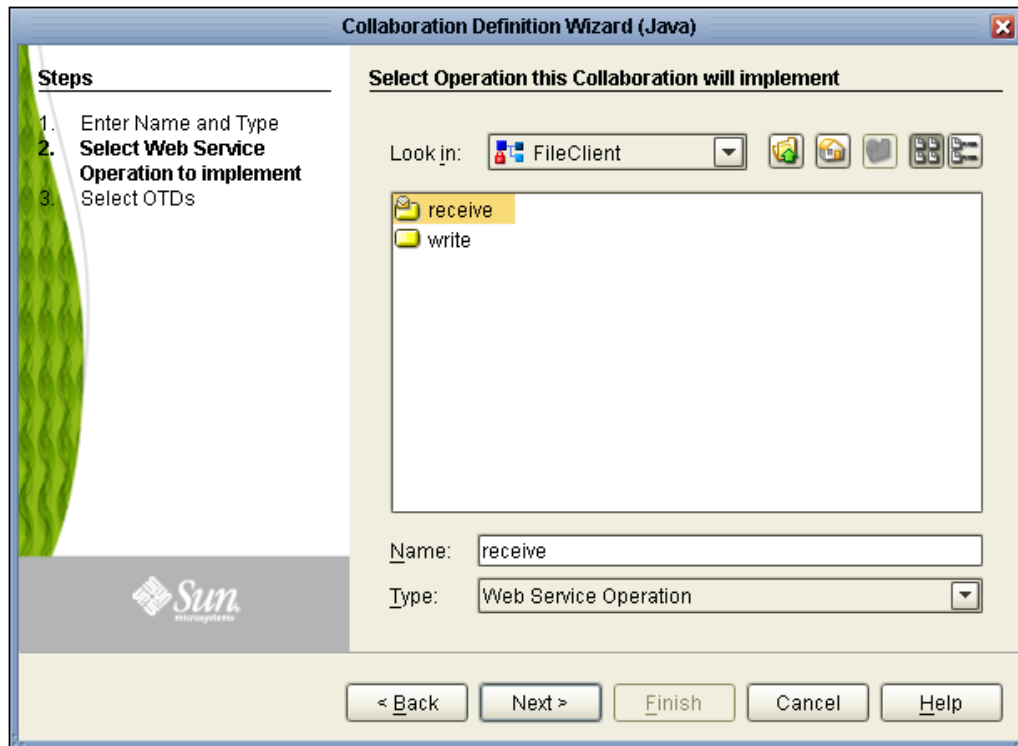 Collaboration Definition Wizard (Java)
Steps
1. Enter Name and Type
2. Select Web Service
Operation to implement
3. Select OTDs
Select Operation this Collaboration will implement
Look in: FileClient
receive
write
Name: receive
Type: Web Service Operation
Sun
microsystems
< Back Next > Finish Cancel Help